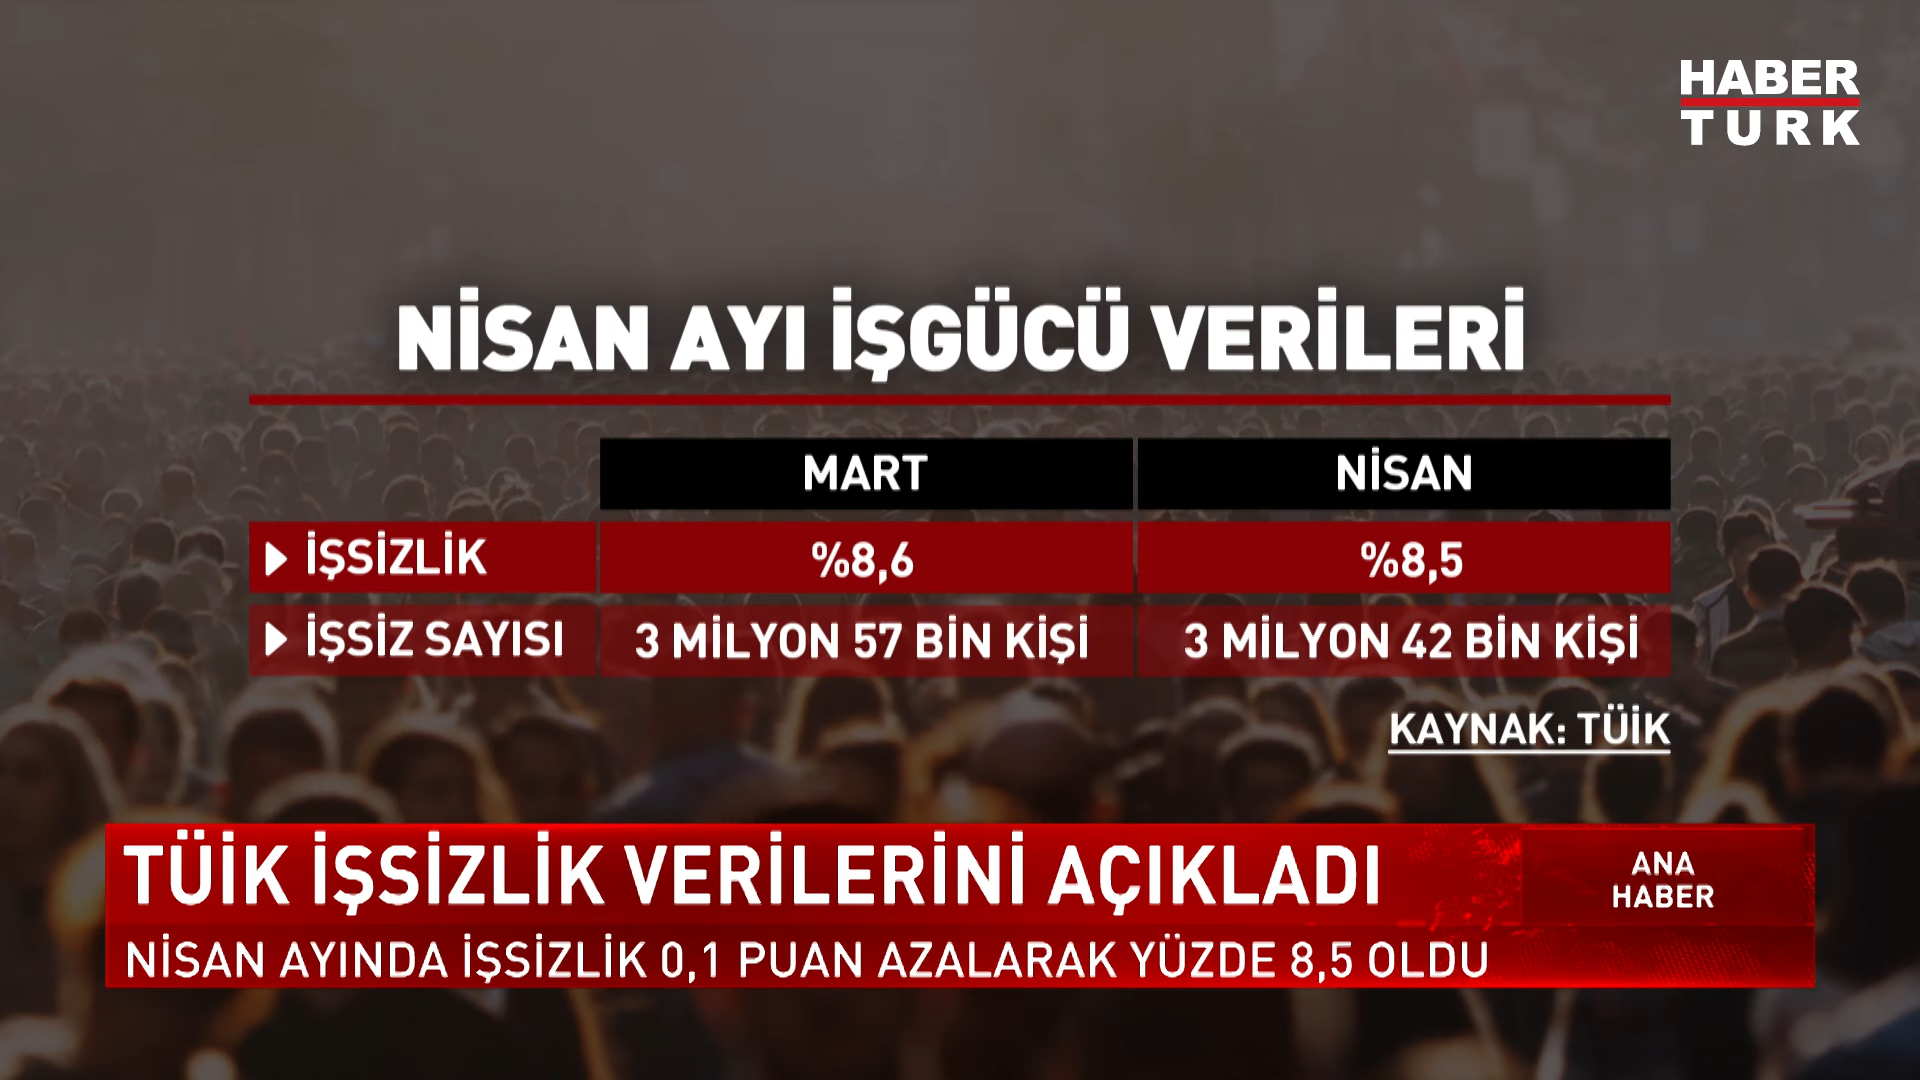 HABER
TURK
NİSAN AYI İŞGÜCÜ VERİLERİ
MART NİSAN
İŞSİZLİK %8,6 %8,5
İŞSİZ SAYISI 3 MİLYON 57 BİN KİŞİ 3 MİLYON 42 BİN KİŞİ
KAYNAK: TÜİK
TÜİK İŞSİZLİK VERİLERİNİ AÇIKLADI
ANA
HABER
NİSAN AYINDA İŞSİZLİK 0,1 PUAN AZALARAK YÜZDE 8,5 OLDU